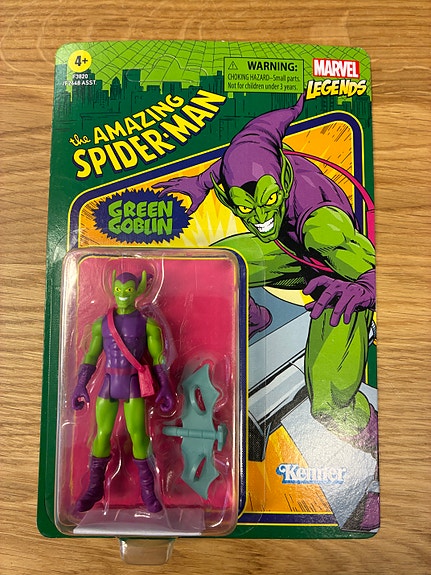 4+
F3820
F2648 ASST.
WARNING:
CHOKING HAZARD–Small parts.
Not for children under 3 years.
MARVEL
LEGENDS
the AMAZING
SPIDER-MAN
GREEN
GOBLIN
Kenner